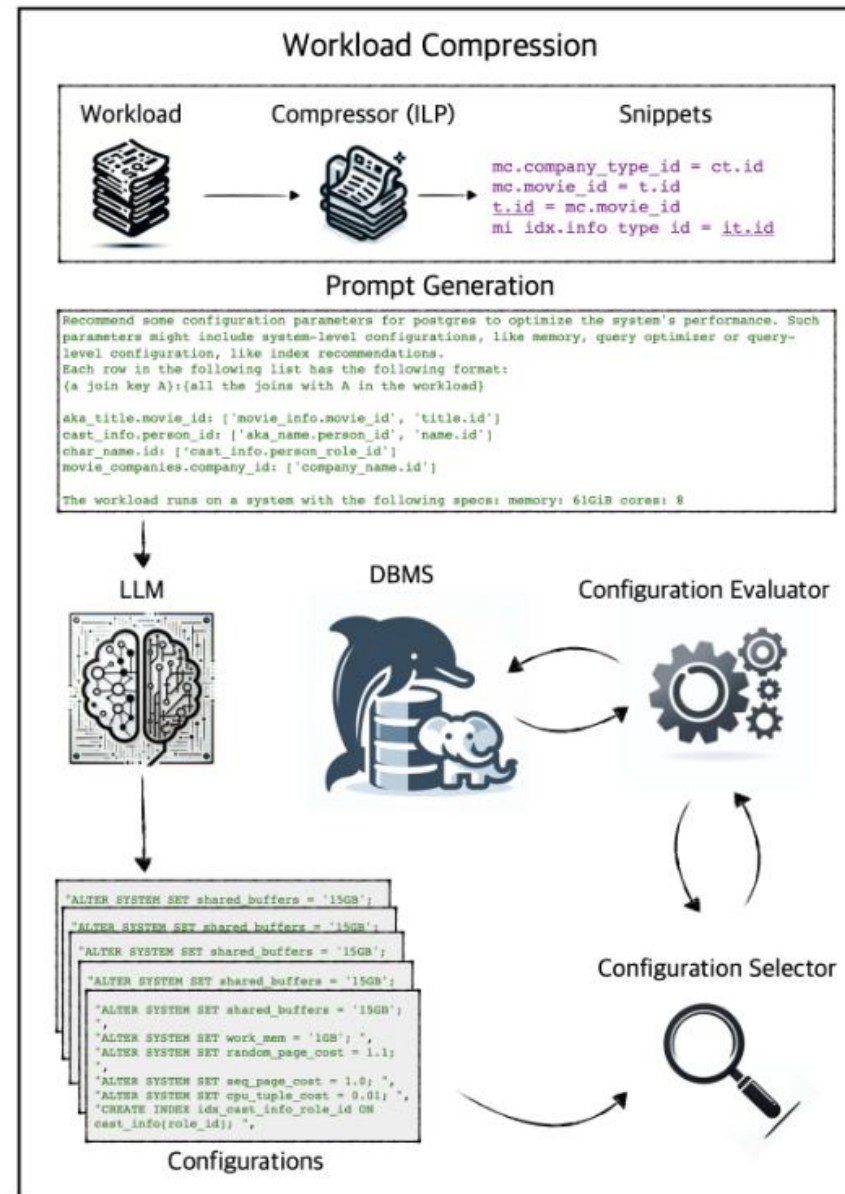 Workload Compression
Workload
Compressor (ILP)
Snippets
mc.company_type_id = ct.id
mc.movie_id = t.id
t.id = mc.movie_id
mi idx.info type id = it.id
Prompt Generation
Recommend some configuration parameters for postgres to optimize the system's performance. Such
parameters might include system-level configurations, like memory, query optimizer or query-
level configuration, like index recommendations.
Each row in the following list has the following format:
{a join key A}:{all the joins with A in the workload}
aka_title.movie_id: ['movie_info.movie_id', 'title.id']
cast_info.person_id: ['aka_name.person_id', 'name.id']
char_name.id: ['cast_info.person_role_id']
movie_companies.company_id: ['company_name.id']
The workload runs on a system with the following specs: memory: 61GiB cores: 8
LLM
DBMS
Configuration Evaluator
"ALTER SYSTEM SET shared_buffers = '15GB';
"ALTER SYSTEM SET shared_buffers = '15GB';
"ALTER SYSTEM SET shared_buffers = '15GB';
"ALTER SYSTEM SET shared_buffers = '15GB';
"ALTER SYSTEM SET shared_buffers = '15GB';
",
"ALTER SYSTEM SET work_mem = '1GB'; ",
"ALTER SYSTEM SET random_page_cost = 1.1;
",
"ALTER SYSTEM SET seq_page_cost = 1.0; ",
"ALTER SYSTEM SET cpu_tuple_cost = 0.01; ",
"CREATE INDEX idx_cast_info_role_id ON
cast_info(role_id); ",
Configurations
Configuration Selector